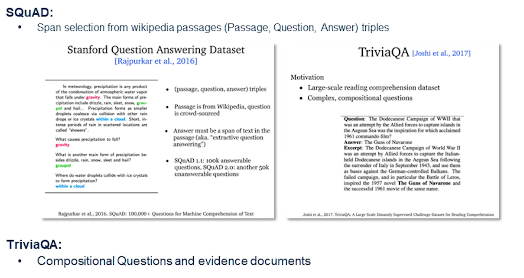 SQuAD:
• Span selection from wikipedia passages (Passage, Question, Answer) triples
Stanford Question Answering Dataset
[Rajpurkar et al., 2016]
In meteorology, precipitation is any product
of the condensation of atmospheric water vapor
that falls under gravity. The main forms of pre-
cipitation include drizzle, rain, sleet, snow, grau-
pel and hail... Precipitation forms as smaller
droplets coalesce via collision with other rain
drops or ice crystals within a cloud. Short, in-
tense periods of rain in scattered locations are
called "showers".
What causes precipitation to fall?
gravity
What is another main form of precipitation be-
sides drizzle, rain, snow, sleet and hail?
graupel
Where do water droplets collide with ice crystals
to form precipitation?
within a cloud
• (passage, question, answer) triples
• Passage is from Wikipedia, question
is crowd-sourced
• Answer must be a span of text in the
passage (aka. "extractive question
answering")
• SQuAD 1.1: 100k answerable
questions, SQuAD 2.0: another 50k
unanswerable questions
Rajpurkar et al., 2016. SQuAD: 100,000+ Questions for Machine Comprehension of Text
TriviaQA [Joshi et al., 2017]
Motivation
• Large-scale reading comprehension dataset
• Complex, compositional questions
Question: The Dodecanese Campaign of WWII that
was an attempt by the Allied forces to capture islands in
the Aegean Sea was the inspiration for which acclaimed
1961 commando film?
Answer: The Guns of Navarone
Excerpt: The Dodecanese Campaign of World War II
was an attempt by Allied forces to capture the Italian-
held Dodecanese islands in the Aegean Sea following
the surrender of Italy in September 1943, and use them
as bases against the German-controlled Balkans. The
failed campaign, and in particular the Battle of Leros,
inspired the 1957 novel The Guns of Navarone and
the successful 1961 movie of the same name.
Joshi et al., 2017. TriviaQA: A Large Scale Distantly Supervised Challenge Dataset for Reading Comprehension
TriviaQA:
• Compositional Questions and evidence documents